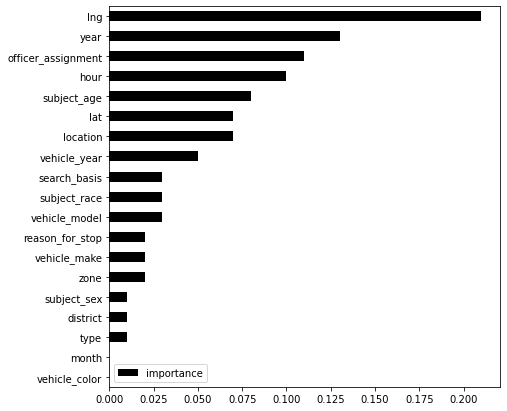 lng
year
officer_assignment
hour
subject_age
lat
location
vehicle_year
search_basis
subject_race
vehicle_model
reason_for_stop
vehicle_make
zone
subject_sex
district
type
month
vehicle_color
importance
0.000 0.025 0.050 0.075 0.100 0.125 0.150 0.175 0.200